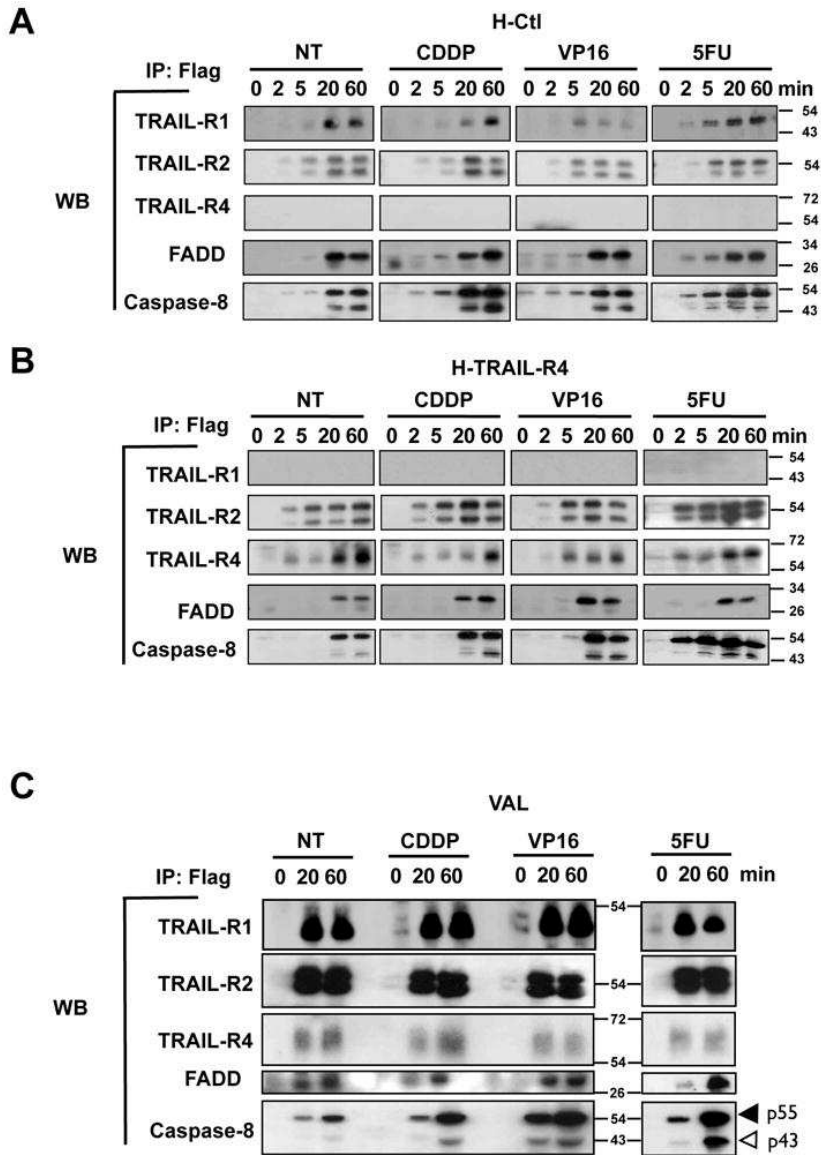 A
H-Ctl
NT CDDP VP16 5FU
IP: Flag 0 2 5 20 60 0 2 5 20 60 0 2 5 20 60 0 2 5 20 60 min
TRAIL-R1 54
43
TRAIL-R2 54
TRAIL-R4 72
54
WB
FADD 34
26
Caspase-8 54
43
B
H-TRAIL-R4
NT CDDP VP16 5FU
IP: Flag 0 2 5 20 60 0 2 5 20 60 0 2 5 20 60 0 2 5 20 60 min
TRAIL-R1 54
43
TRAIL-R2 54
TRAIL-R4 72
54
WB
FADD 34
26
Caspase-8 54
43
C
VAL
NT CDDP VP16 5FU
IP: Flag 0 20 60 0 20 60 0 20 60 0 20 60 min
TRAIL-R1 54
TRAIL-R2 54
WB
TRAIL-R4 72
54
FADD 26
Caspase-8 54 p55
43 p43